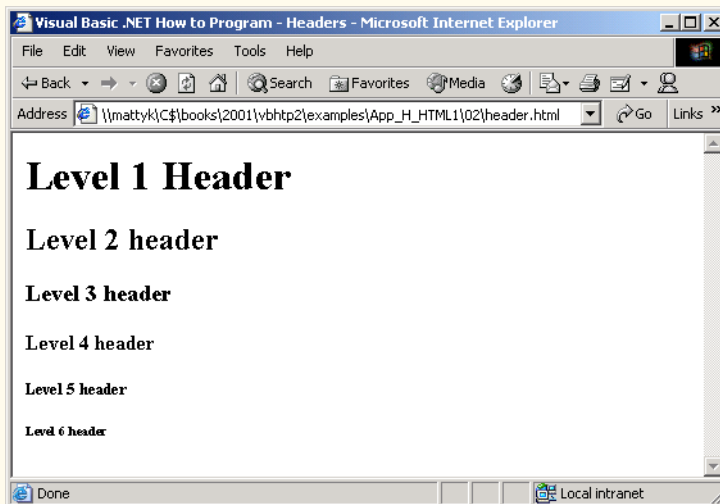 Visual Basic .NET How to Program - Headers - Microsoft Internet Explorer
File Edit View Favorites Tools Help
Back Search Favorites Media
Address \\mattyk\C$\books\2001\vbhtp2\examples\App_H_HTML1\02\header.html Go Links »
Level 1 Header
Level 2 header
Level 3 header
Level 4 header
Level 5 header
Level 6 header
Done Local intranet